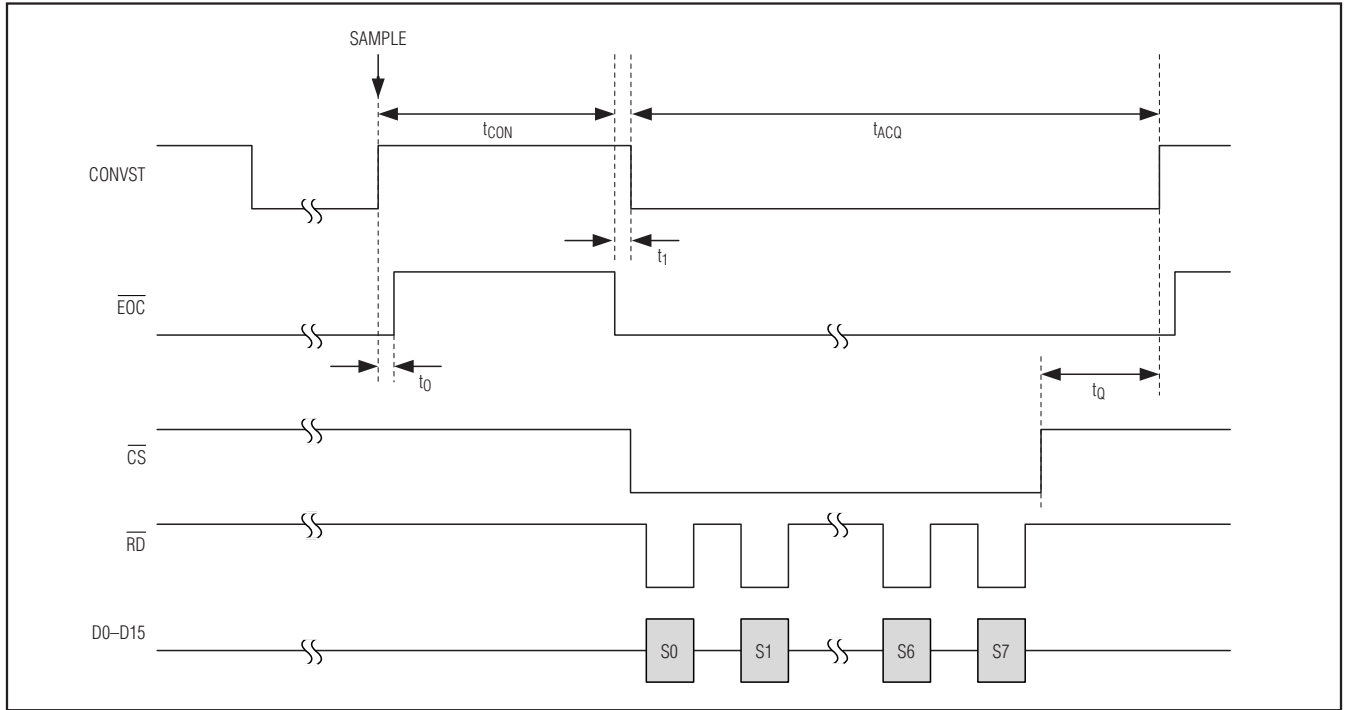 SAMPLE
tCON
tACQ
CONVST
t1
EOC
t0
tQ
CS
RD
D0–D15
S0
S1
S6
S7